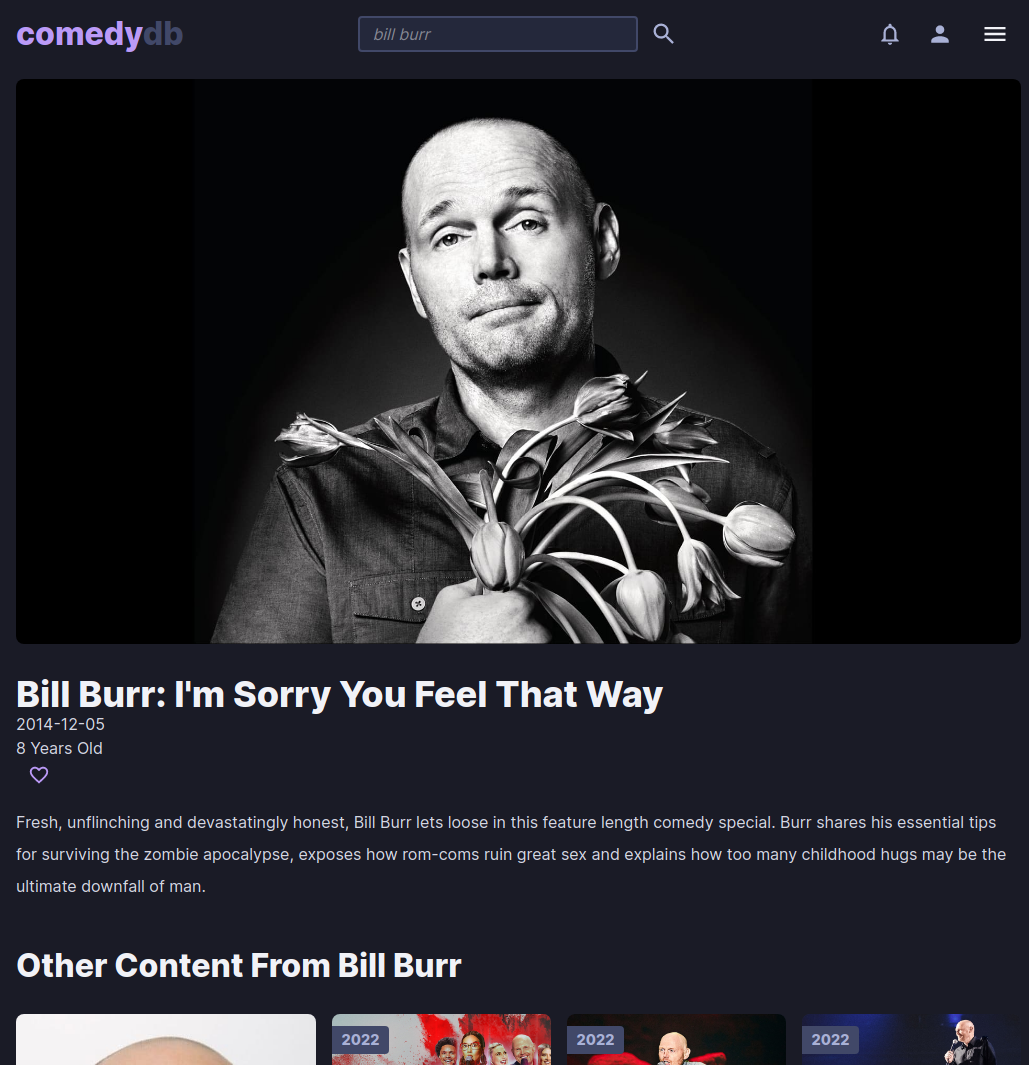 comedydb
bill burr
Bill Burr: I'm Sorry You Feel That Way
2014-12-05
8 Years Old
Fresh, unflinching and devastatingly honest, Bill Burr lets loose in this feature length comedy special. Burr shares his essential tips
for surviving the zombie apocalypse, exposes how rom-coms ruin great sex and explains how too many childhood hugs may be the
ultimate downfall of man.
Other Content From Bill Burr
2022
2022
2022